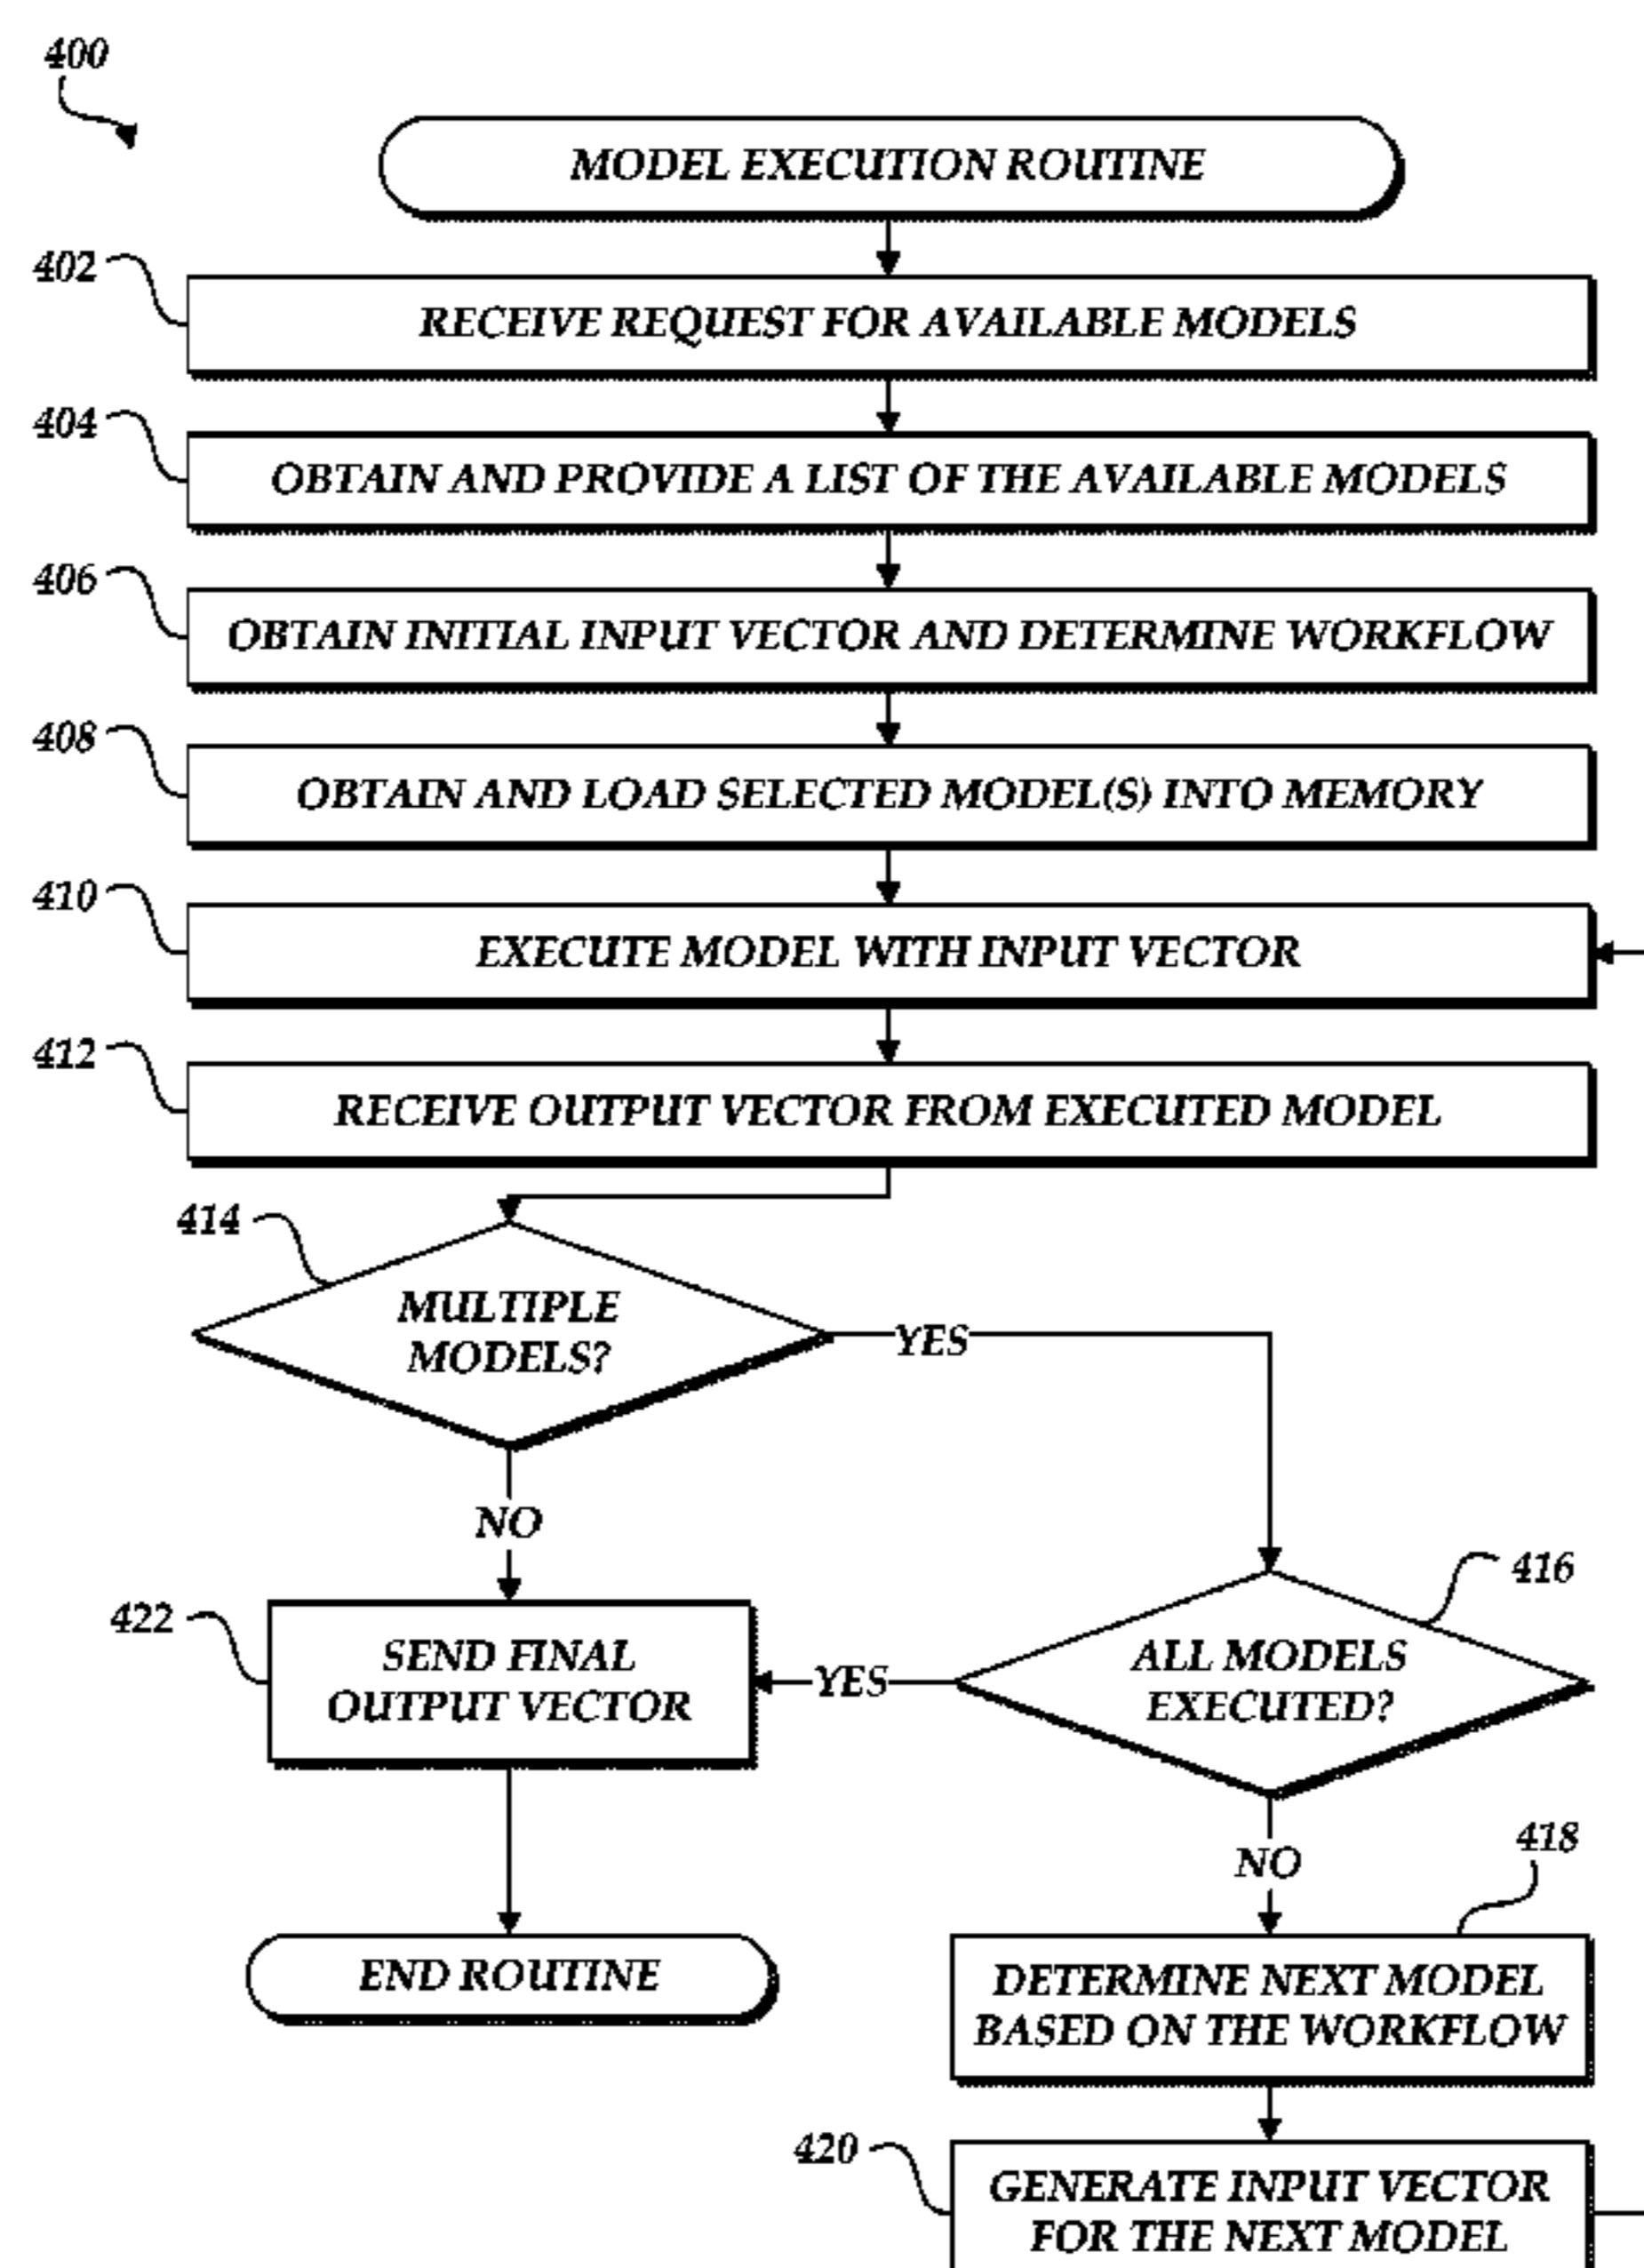 400
MODEL EXECUTION ROUTINE
402
RECEIVE REQUEST FOR AVAILABLE MODELS
404
OBTAIN AND PROVIDE A LIST OF THE AVAILABLE MODELS
406
OBTAIN INITIAL INPUT VECTOR AND DETERMINE WORKFLOW
408
OBTAIN AND LOAD SELECTED MODEL(S) INTO MEMORY
410
EXECUTE MODEL WITH INPUT VECTOR
412
RECEIVE OUTPUT VECTOR FROM EXECUTED MODEL
414
MULTIPLE
MODELS?
YES
NO
416
ALL MODELS
EXECUTED?
YES
422
SEND FINAL
OUTPUT VECTOR
NO
418
END ROUTINE
DETERMINE NEXT MODEL
BASED ON THE WORKFLOW
420
GENERATE INPUT VECTOR
FOR THE NEXT MODEL